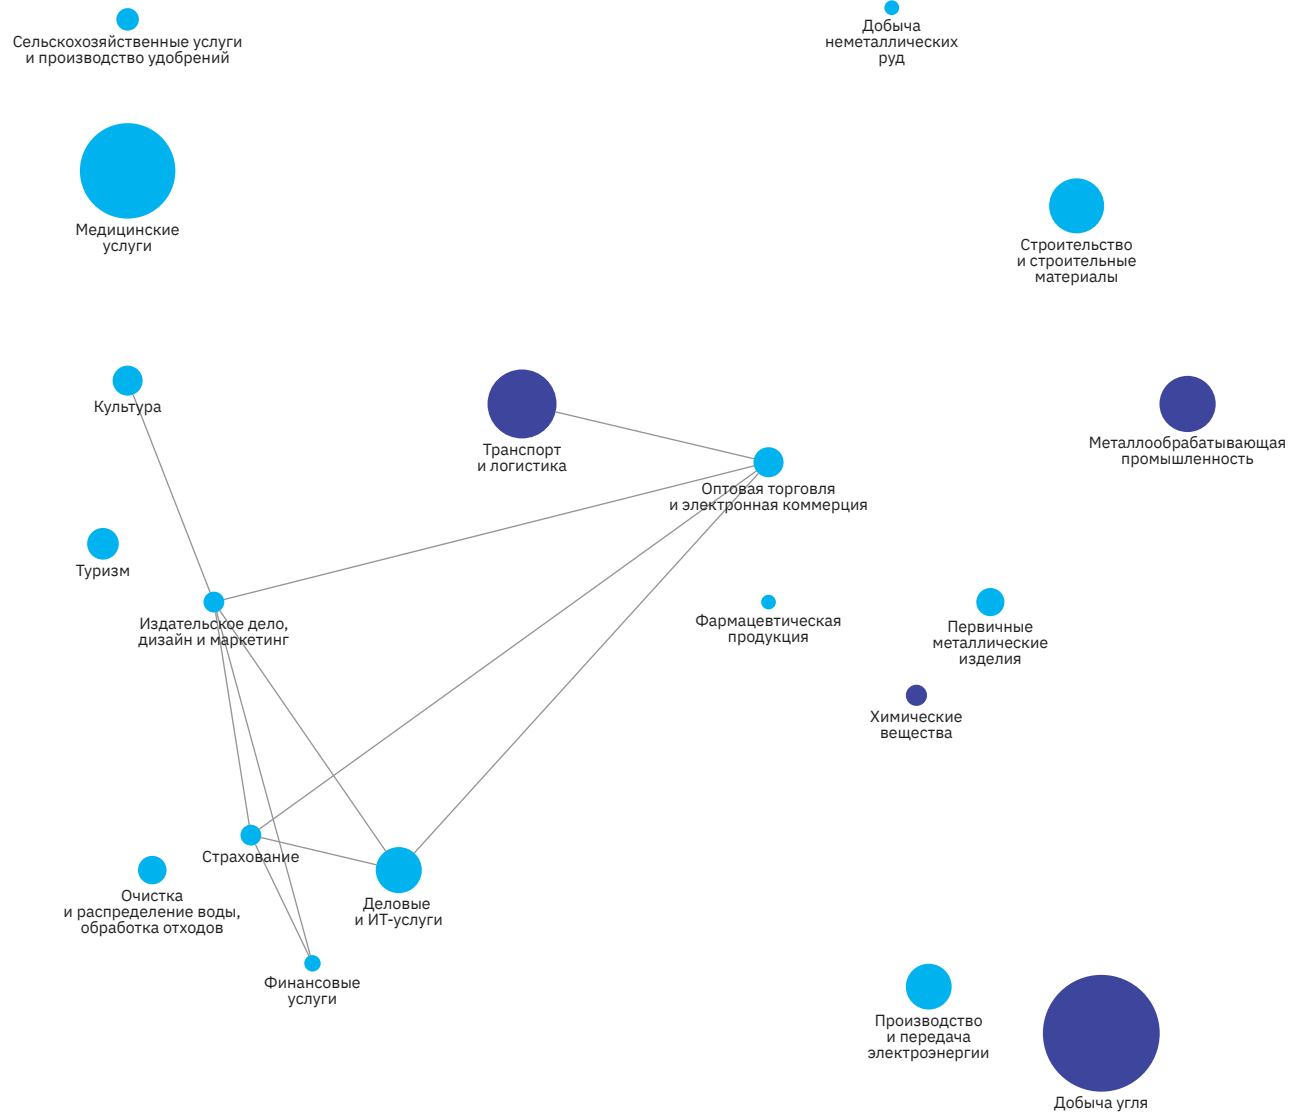 Сельскохозяйственные услуги
и производство удобрений
Добыча
неметаллических
руд
Медицинские
услуги
Строительство
и строительные
материалы
Культура
Транспорт
и логистика
Металлообрабатывающая
промышленность
Оптовая торговля
и электронная коммерция
Туризм
Издательское дело,
дизайн и маркетинг
Фармацевтическая
продукция
Первичные
металлические
изделия
Химические
вещества
Страхование
Очистка
и распределение воды,
обработка отходов
Деловые
и ИТ-услуги
Финансовые
услуги
Производство
и передача
электроэнергии
Добыча угля